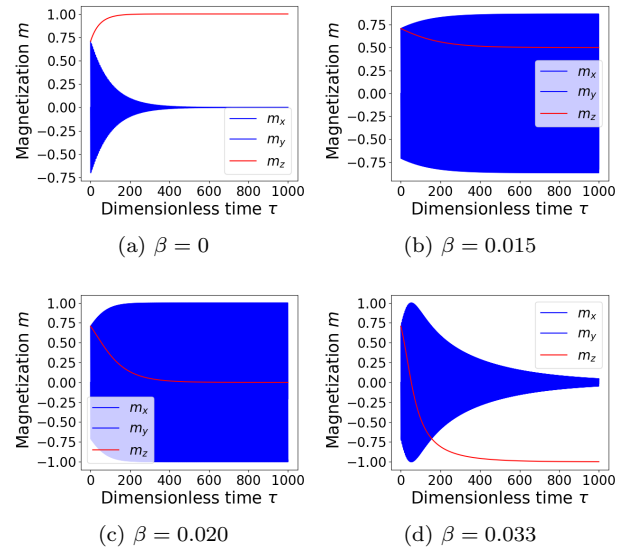 Magnetization m
1.00
0.75
0.50
0.25
0.00
−0.25
−0.50
−0.75
0 200 400 600 800 1000
Dimensionless time τ
m_x
m_y
m_z
(a) β = 0
Magnetization m
0.75
0.50
0.25
0.00
−0.25
−0.50
−0.75
0 200 400 600 800 1000
Dimensionless time τ
m_x
m_y
m_z
(b) β = 0.015
Magnetization m
1.00
0.75
0.50
0.25
0.00
−0.25
−0.50
−0.75
−1.00
0 200 400 600 800 1000
Dimensionless time τ
m_x
m_y
m_z
(c) β = 0.020
Magnetization m
1.00
0.75
0.50
0.25
0.00
−0.25
−0.50
−0.75
−1.00
0 200 400 600 800 1000
Dimensionless time τ
m_x
m_y
m_z
(d) β = 0.033